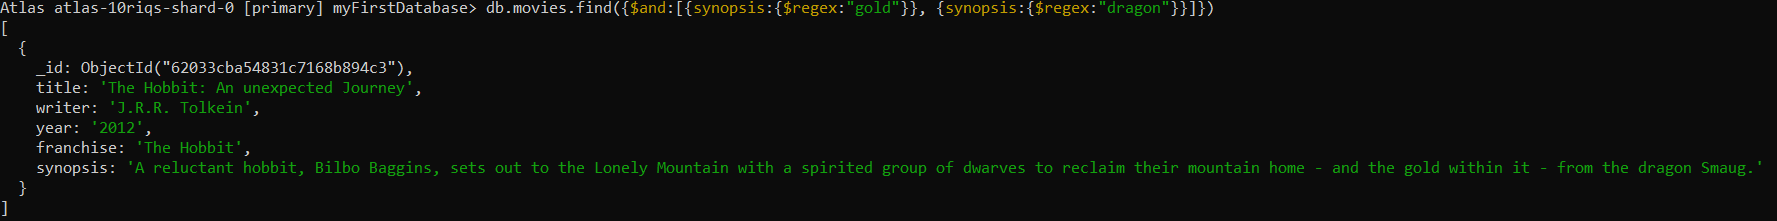 Atlas atlas-10riqs-shard-0 [primary] myFirstDatabase> db.movies.find({$and:[{synopsis:{$regex:"gold"}}, {synopsis:{$regex:"dragon"}}]})
[
  {
    _id: ObjectId("62033cba54831c7168b894c3"),
    title: 'The Hobbit: An unexpected Journey',
    writer: 'J.R.R. Tolkein',
    year: '2012',
    franchise: 'The Hobbit',
    synopsis: 'A reluctant hobbit, Bilbo Baggins, sets out to the Lonely Mountain with a spirited group of dwarves to reclaim their mountain home - and the gold within it - from the dragon Smaug.'
  }
]